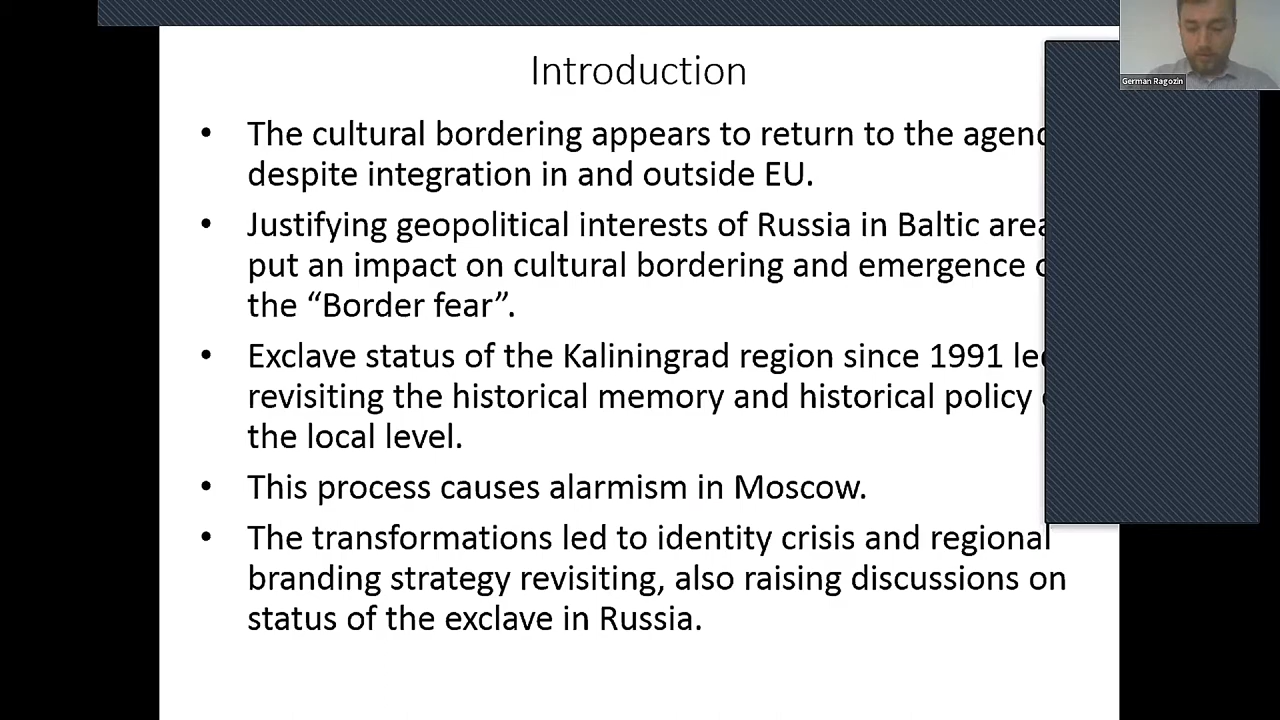 Introduction
German Ragozin
• The cultural bordering appears to return to the
despite integration in and outside EU.
• Justifying geopolitical interests of Russia in Baltic
put an impact on cultural bordering and emergence
the “Border fear”.
• Exclave status of the Kaliningrad region since 1991
revisiting the historical memory and historical policy
the local level.
• This process causes alarmism in Moscow.
• The transformations led to identity crisis and regional
branding strategy revisiting, also raising discussions on
status of the exclave in Russia.